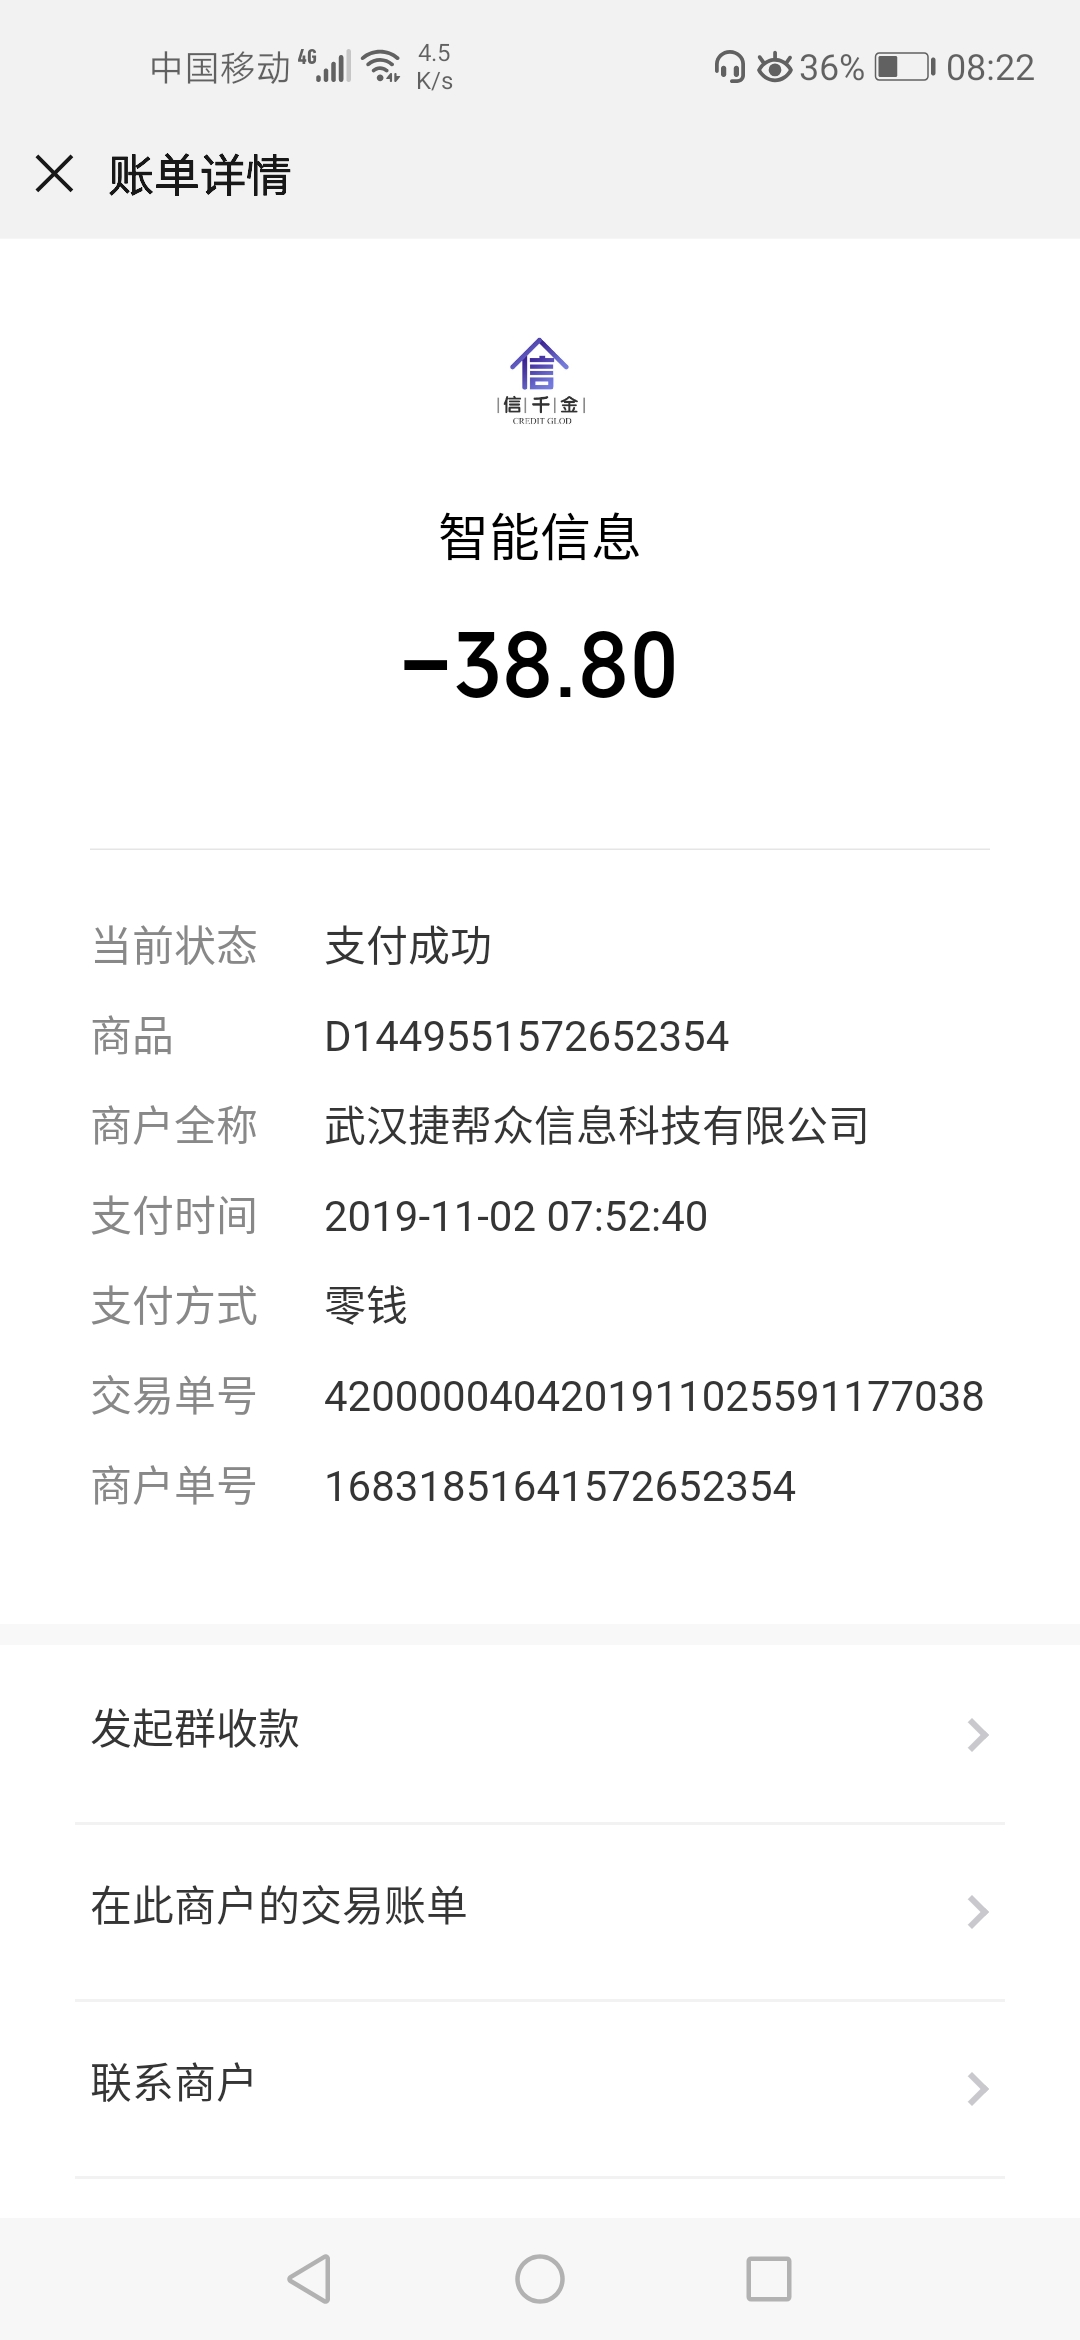 中国移动 4G 4.5 K/s 36% 08:22
账单详情
信
信千金
CREDIT GLOD
智能信息
-38.80
当前状态 支付成功
商品 D1449551572652354
商户全称 武汉捷帮众信息科技有限公司
支付时间 2019-11-02 07:52:40
支付方式 零钱
交易单号 4200000404201911025591177038
商户单号 16831851641572652354
发起群收款
在此商户的交易账单
联系商户